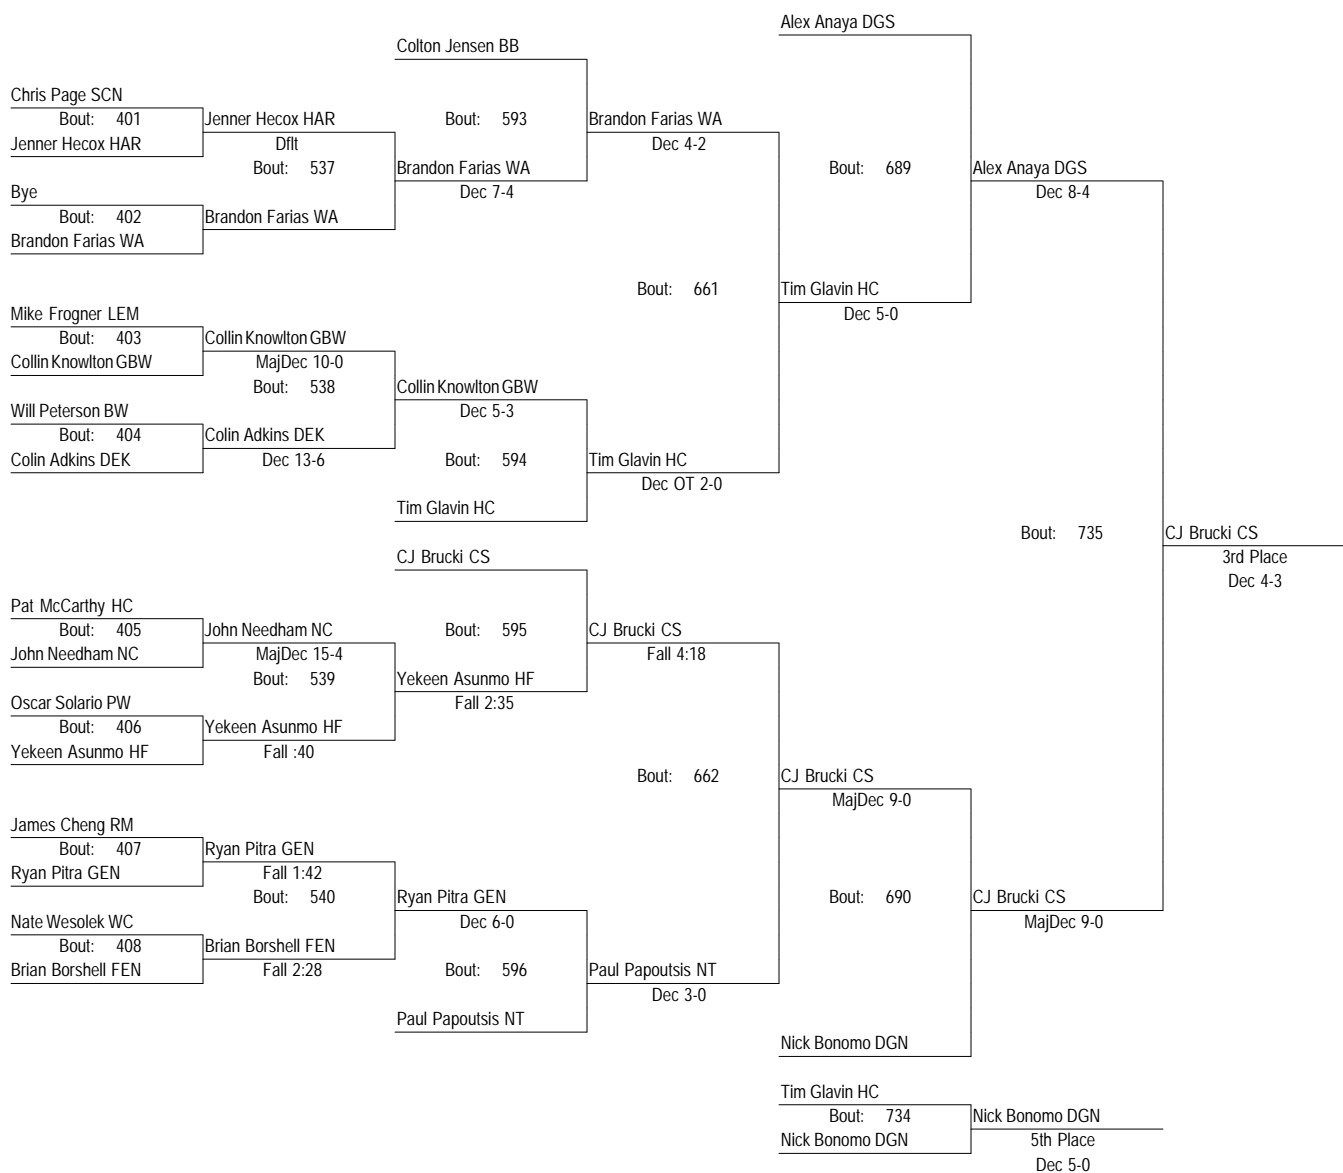 Alex Anaya DGS
Colton Jensen BB
Chris Page SCN
Bout: 401
Jenner Hecox HAR
Jenner Hecox HAR
Dflt
Bout: 537
Bye
Bout: 402
Brandon Farias WA
Brandon Farias WA
Bout: 593
Brandon Farias WA
Dec 7-4
Brandon Farias WA
Dec 4-2
Bout: 689
Alex Anaya DGS
Dec 8-4
Bout: 661
Tim Glavin HC
Dec 5-0
Mike Frogner LEM
Bout: 403
Collin Knowlton GBW
Collin Knowlton GBW
MajDec 10-0
Bout: 538
Will Peterson BW
Bout: 404
Colin Adkins DEK
Colin Adkins DEK
Dec 13-6
Collin Knowlton GBW
Dec 5-3
Bout: 594
Tim Glavin HC
Tim Glavin HC
Dec OT 2-0
Bout: 735
CJ Brucki CS
3rd Place
Dec 4-3
CJ Brucki CS
Pat McCarthy HC
Bout: 405
John Needham NC
John Needham NC
MajDec 15-4
Bout: 539
Oscar Solario PW
Bout: 406
Yekeen Asunmo HF
Yekeen Asunmo HF
Fall :40
Bout: 595
Yekeen Asunmo HF
Fall 2:35
CJ Brucki CS
Fall 4:18
Bout: 662
CJ Brucki CS
MajDec 9-0
James Cheng RM
Bout: 407
Ryan Pitra GEN
Ryan Pitra GEN
Fall 1:42
Bout: 540
Nate Wesolek WC
Bout: 408
Brian Borshell FEN
Brian Borshell FEN
Fall 2:28
Ryan Pitra GEN
Dec 6-0
Bout: 596
Paul Papoutsis NT
Paul Papoutsis NT
Dec 3-0
Bout: 690
CJ Brucki CS
MajDec 9-0
Nick Bonomo DGN
Tim Glavin HC
Bout: 734
Nick Bonomo DGN
Nick Bonomo DGN
5th Place
Dec 5-0